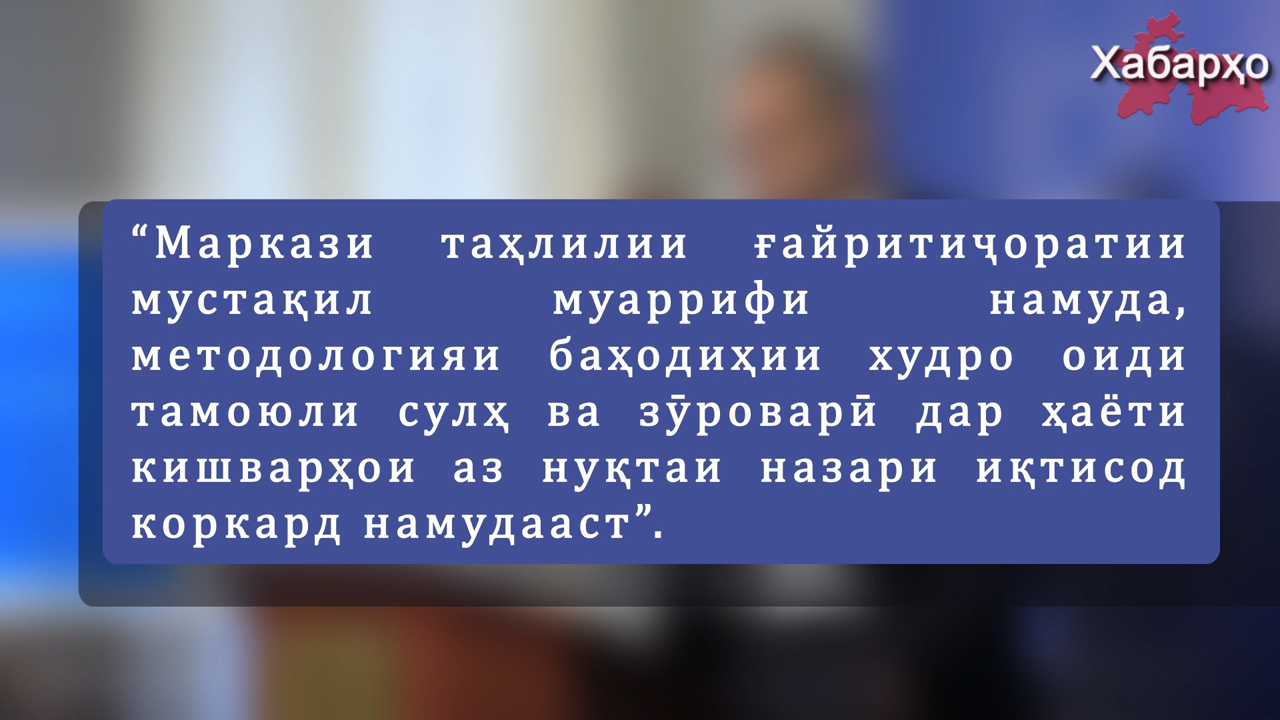 Хабарҳо
“Маркази таҳлилии ғайритиҷоратии
мустақил муаррифи намуда,
методологияи баҳодиҳии худро оиди
тамоюли сулҳ ва зӯроварӣ дар ҳаёти
кишварҳои аз нуқтаи назари иқтисод
коркард намудааст”.